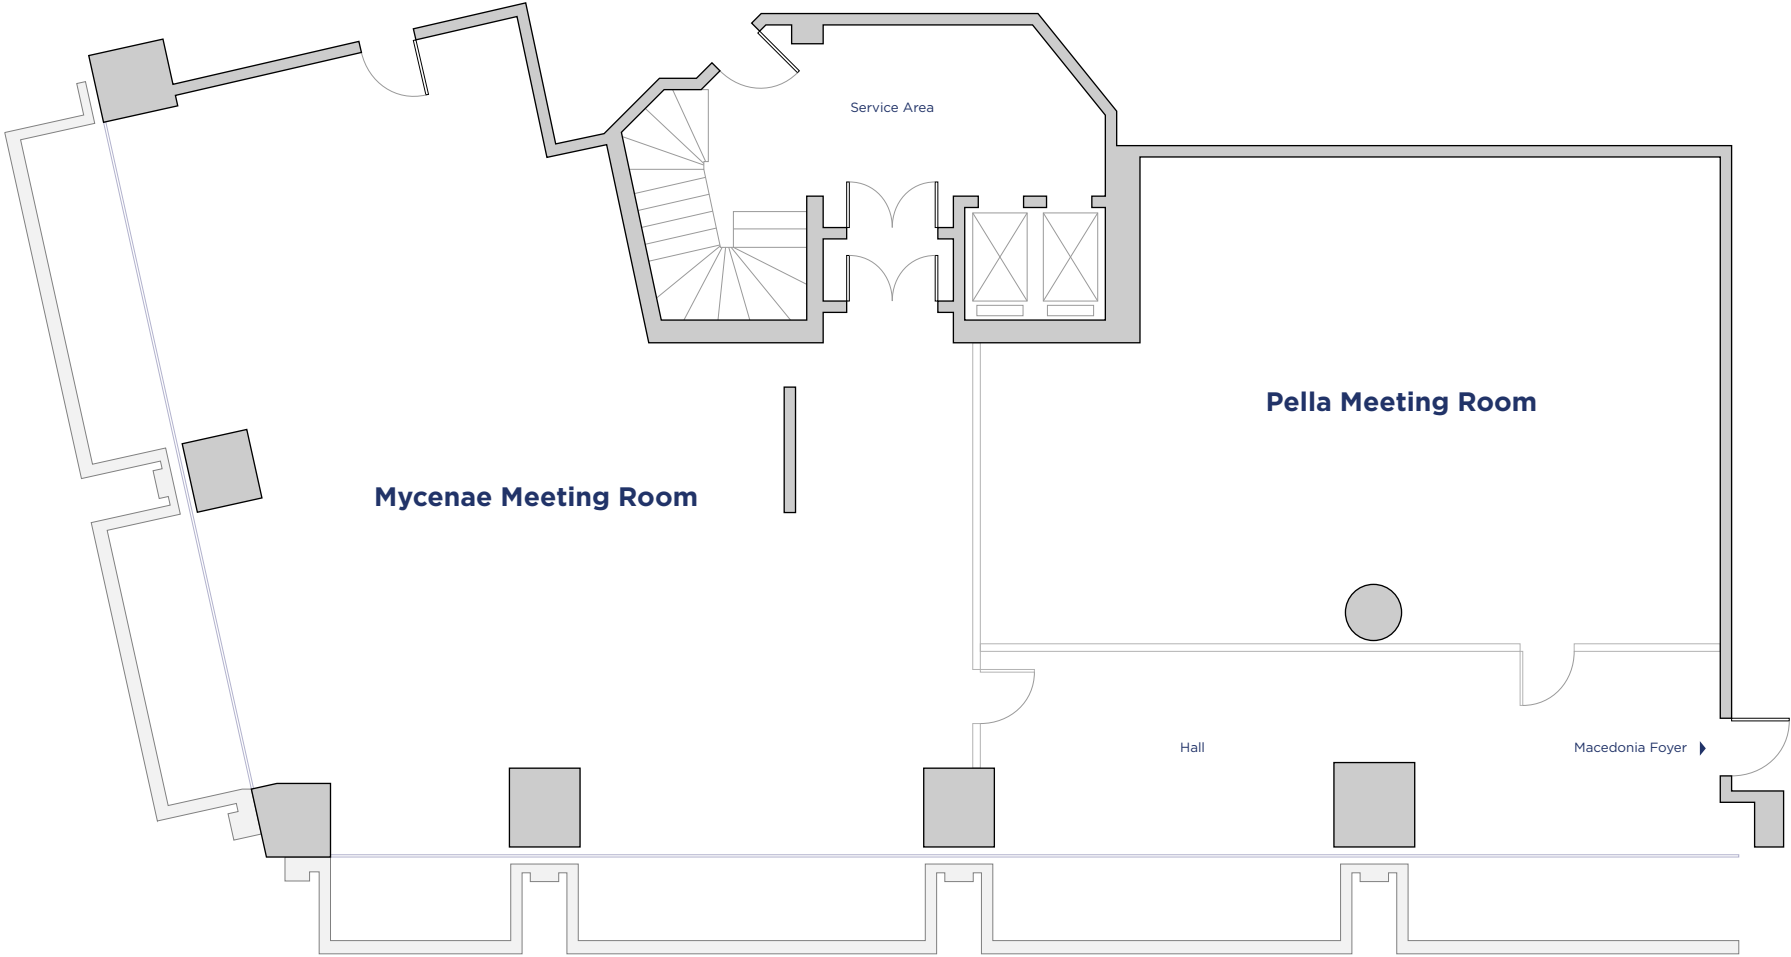 Service Area
Pella Meeting Room
Mycenae Meeting Room
Hall
Macedonia Foyer